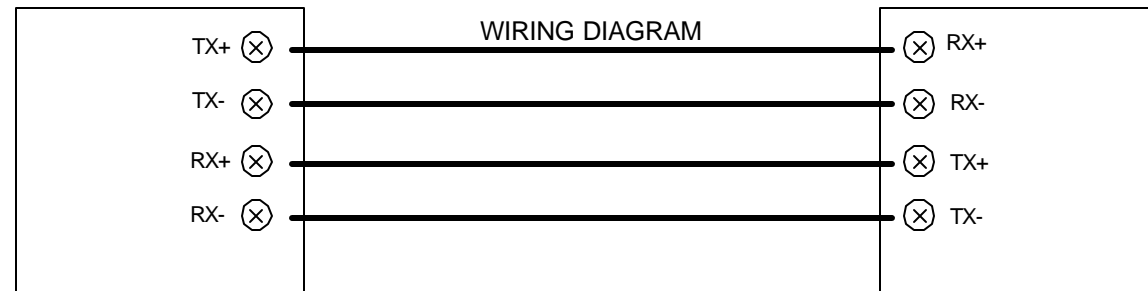 WIRING DIAGRAM
TX+ RX+
TX- RX-
RX+ TX+
RX- TX-